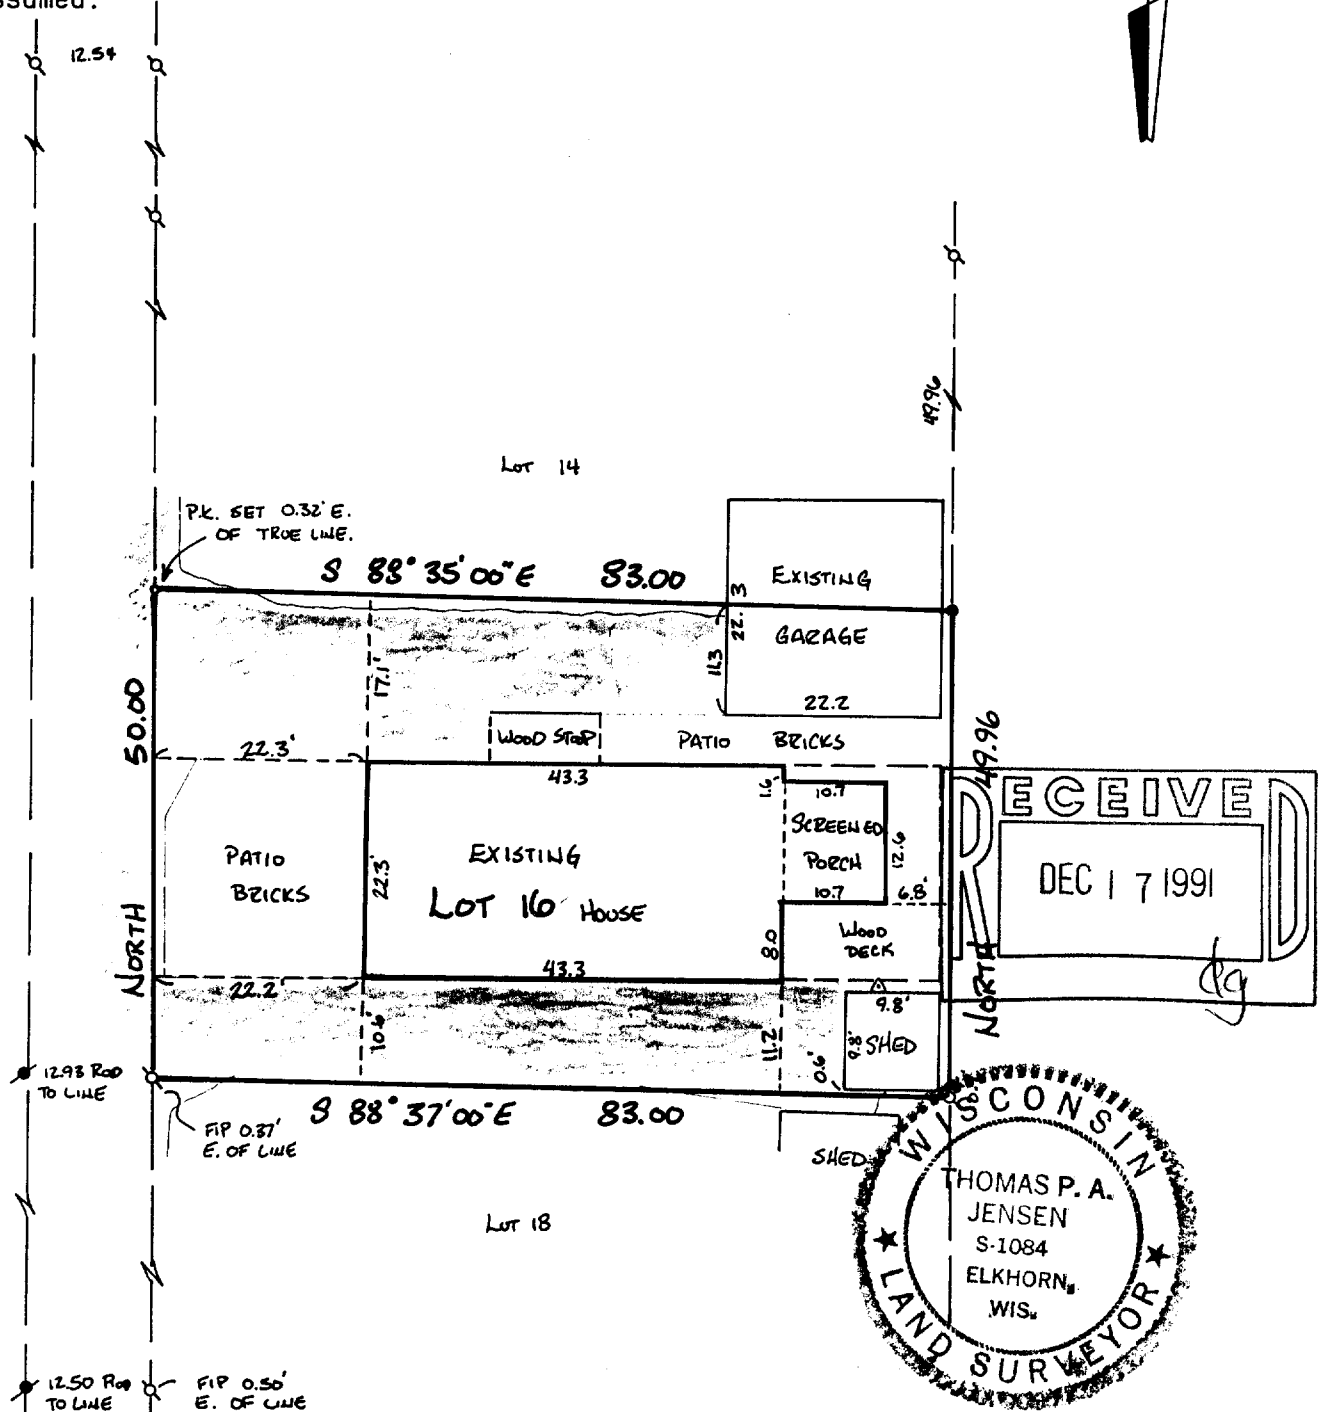 ssumed.
12.54
49.96
LOT 14
P.K. SET 0.32' E.
OF TRUE LINE.
S 88° 35' 00" E 83.00
EXISTING
GARAGE
22.3
11.3
22.2
17.1'
NORTH 50.00
22.3'
WOOD STOOP
PATIO BRICKS
43.3
1.6'
10.7
SCREENED
PORCH
12.6
10.7
6.8'
PATIO
BRICKS
22.3'
EXISTING
LOT 16 HOUSE
8.0
WOOD
DECK
43.3
22.2'
10.6'
11.2
9.8'
9.8'
SHED
0.6'
NORTH 49.96
RECEIVED
DEC 17 1991
dg
12.93 ROD
TO LINE
S 88° 37' 00" E 83.00
FIP 0.37'
E. OF LINE
SHED
LOT 18
WISCONSIN
THOMAS P. A.
JENSEN
S-1084
ELKHORN,
WIS.
LAND SURVEYOR
12.50 ROD
TO LINE
FIP 0.50'
E. OF LINE